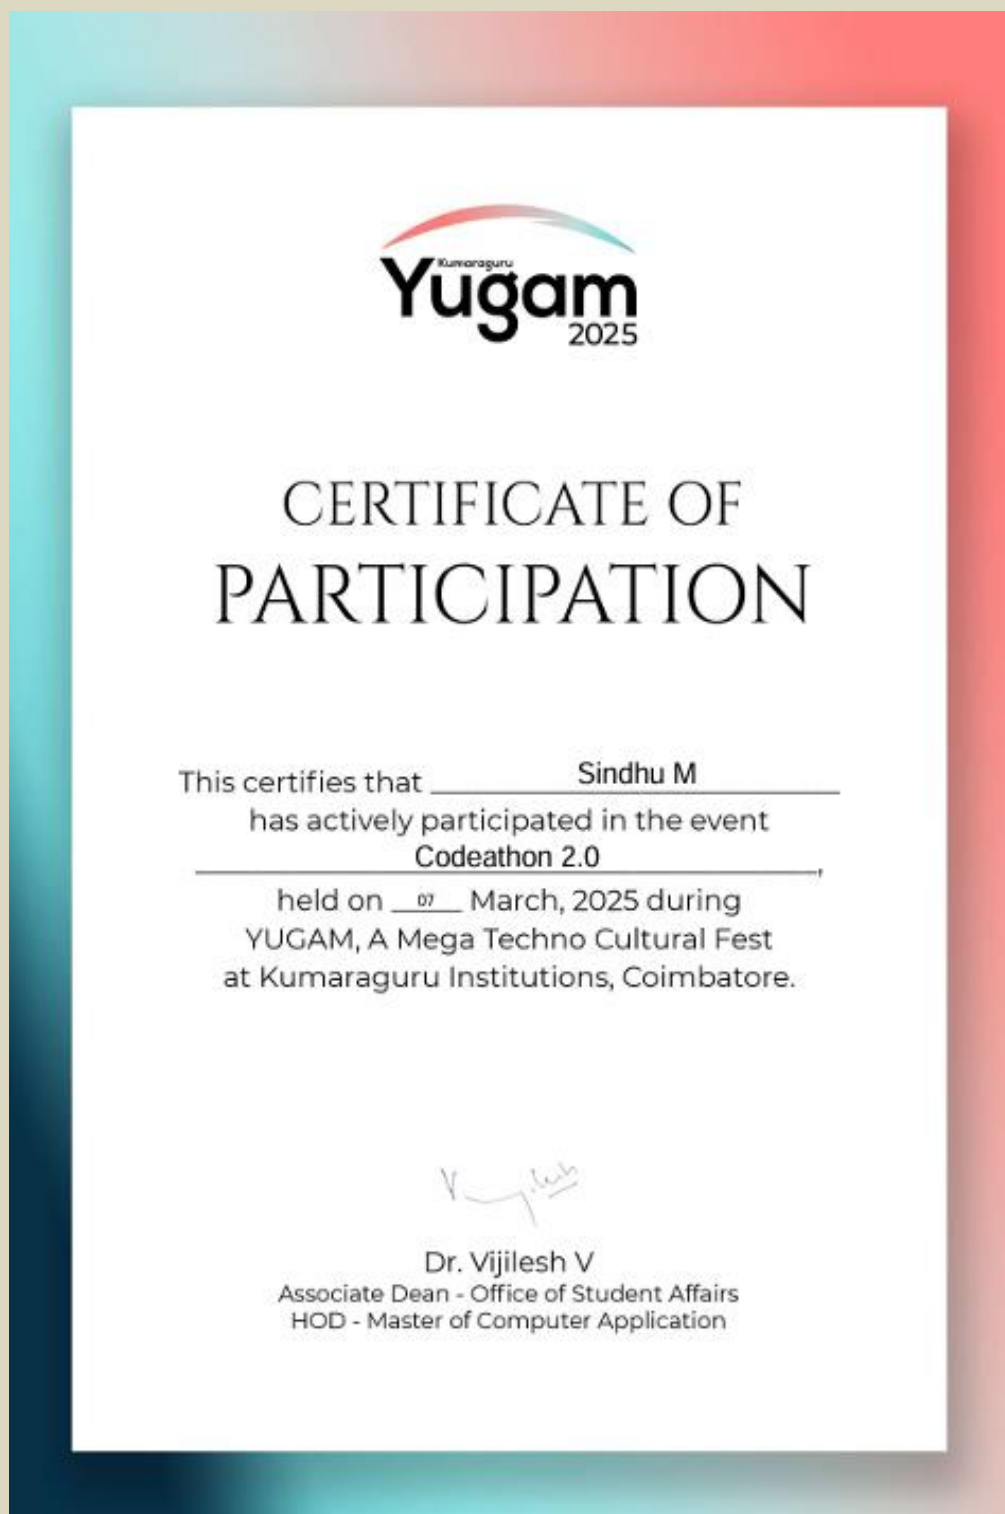 Kumaraguru
Yugam
2025
CERTIFICATE OF
PARTICIPATION
This certifies that Sindhu M
has actively participated in the event
Codeathon 2.0,
held on 07 March, 2025 during
YUGAM, A Mega Techno Cultural Fest
at Kumaraguru Institutions, Coimbatore.
Dr. Vijilesh V
Associate Dean - Office of Student Affairs
HOD - Master of Computer Application